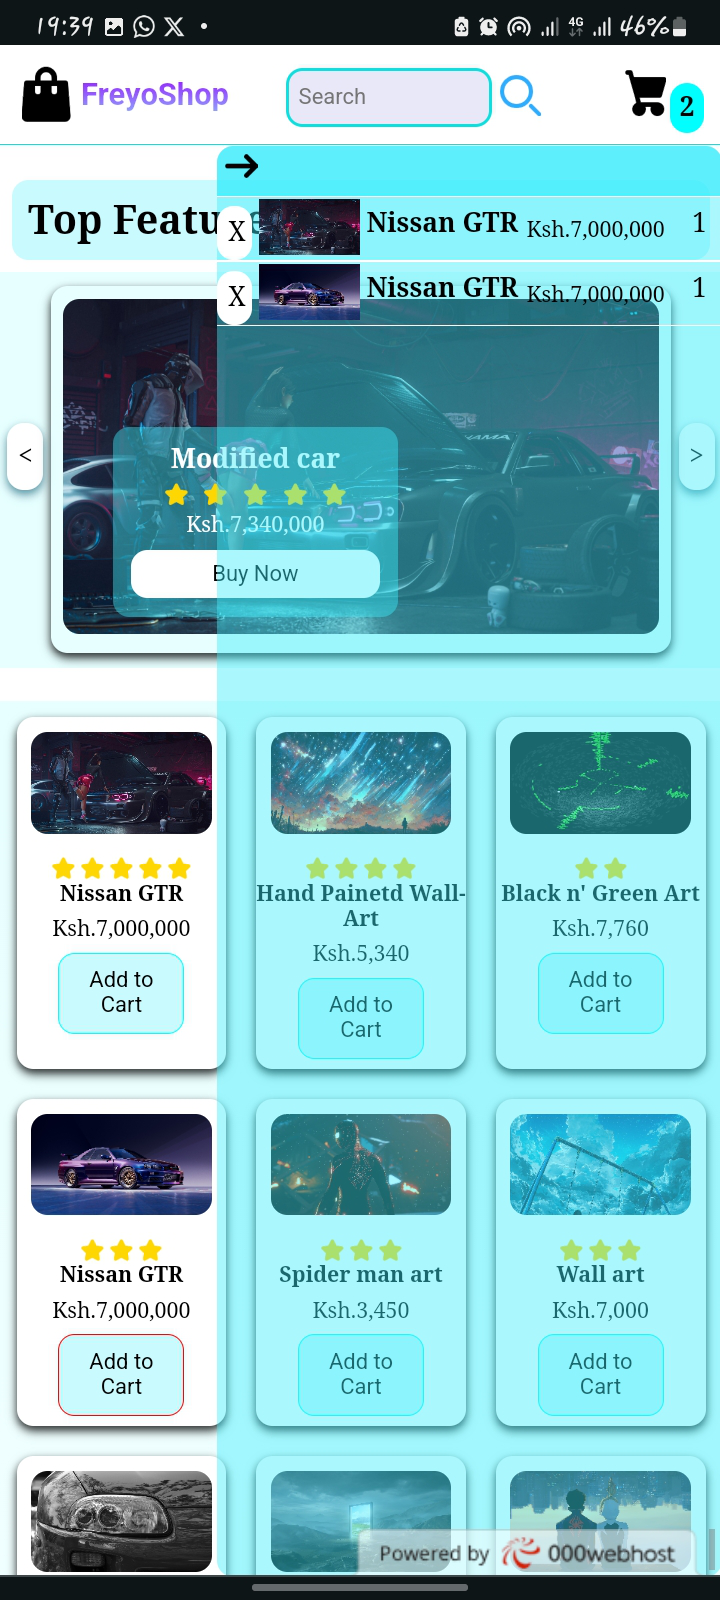 19:39
4G
46%
FreyoShop
Search
2
Top Feature
X Nissan GTR Ksh.7,000,000 1
X Nissan GTR Ksh.7,000,000 1
<
>
Modified car
Ksh.7,340,000
Buy Now
Nissan GTR
Ksh.7,000,000
Add to
Cart
Hand Painetd Wall-
Art
Ksh.5,340
Add to
Cart
Black n' Green Art
Ksh.7,760
Add to
Cart
Nissan GTR
Ksh.7,000,000
Add to
Cart
Spider man art
Ksh.3,450
Add to
Cart
Wall art
Ksh.7,000
Add to
Cart
Powered by 000webhost